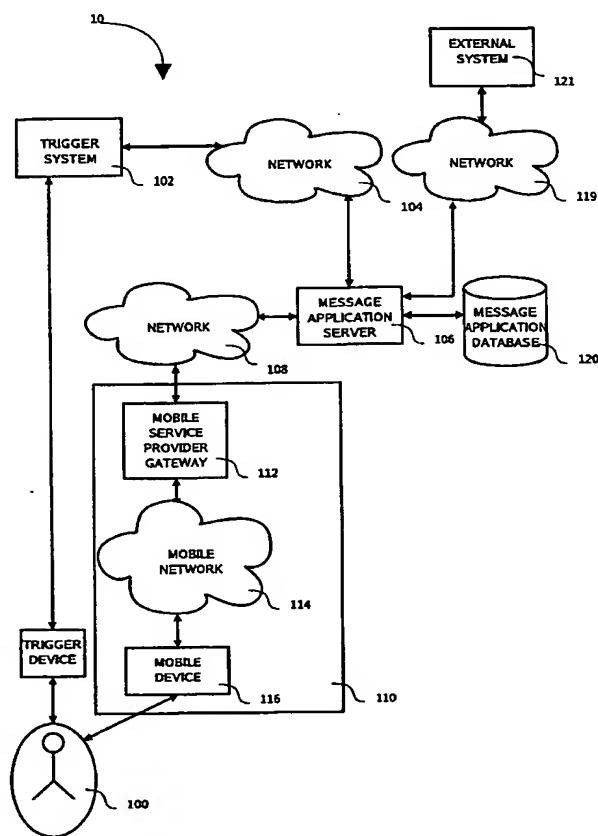 10
EXTERNAL
SYSTEM
121
TRIGGER
SYSTEM
102
NETWORK
104
NETWORK
119
MESSAGE
APPLICATION
SERVER
106
MESSAGE
APPLICATION
DATABASE
120
NETWORK
108
MOBILE
SERVICE
PROVIDER
GATEWAY
112
MOBILE
NETWORK
114
TRIGGER
DEVICE
MOBILE
DEVICE
116
110
100